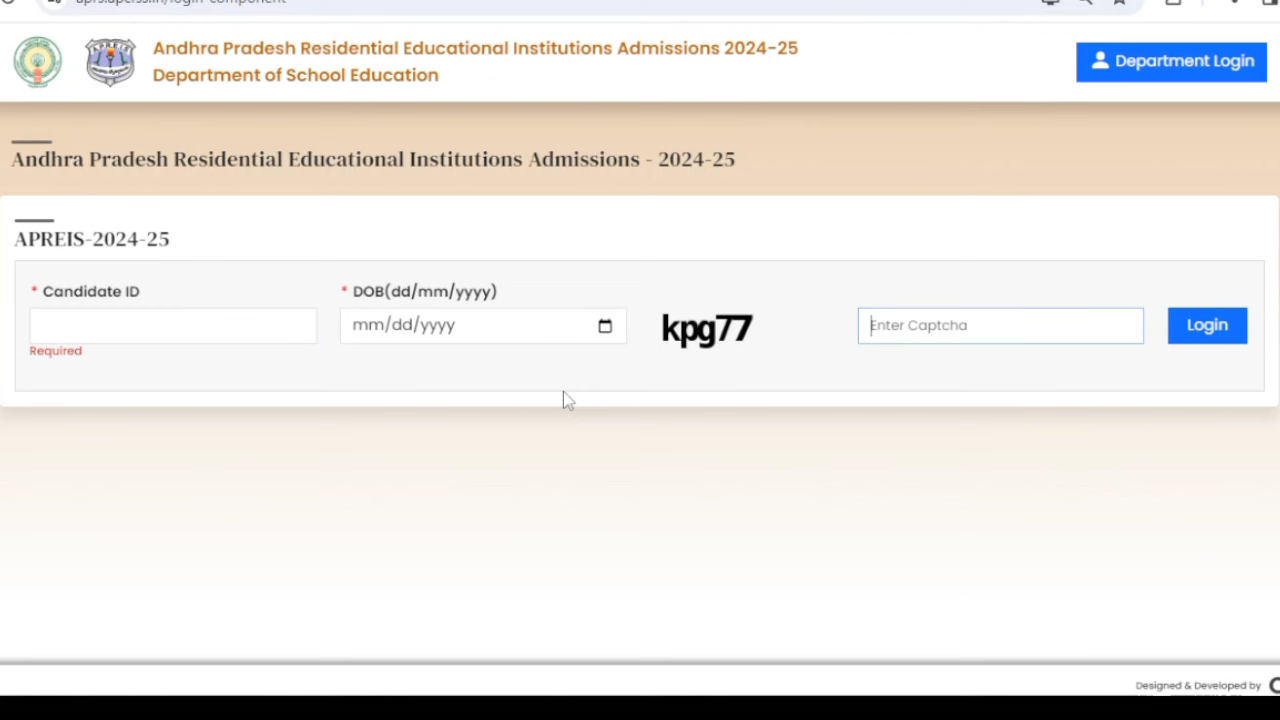 Andhra Pradesh Residential Educational Institutions Admissions 2024-25
Department of School Education
Department Login
Andhra Pradesh Residential Educational Institutions Admissions - 2024-25
APREIS-2024-25
* Candidate ID
* DOB(dd/mm/yyyy)
mm/dd/yyyy
kpg77
Enter Captcha
Login
Required
Designed & Developed by